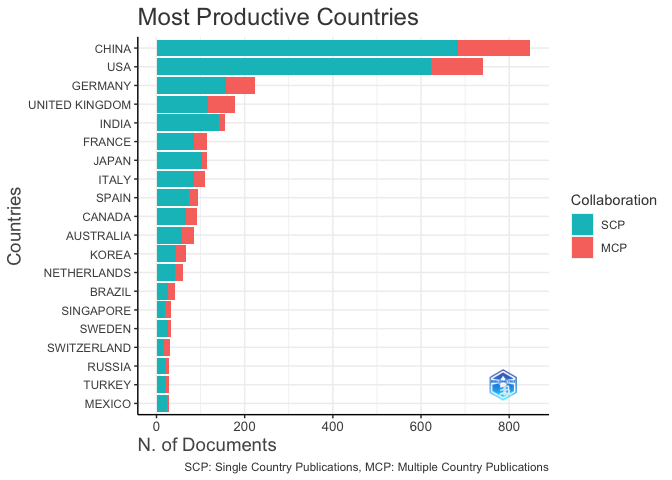 Most Productive Countries
Countries
CHINA
USA
GERMANY
UNITED KINGDOM
INDIA
FRANCE
JAPAN
ITALY
SPAIN
CANADA
AUSTRALIA
KOREA
NETHERLANDS
BRAZIL
SINGAPORE
SWEDEN
SWITZERLAND
RUSSIA
TURKEY
MEXICO
0 200 400 600 800
N. of Documents
SCP: Single Country Publications, MCP: Multiple Country Publications
Collaboration
SCP
MCP